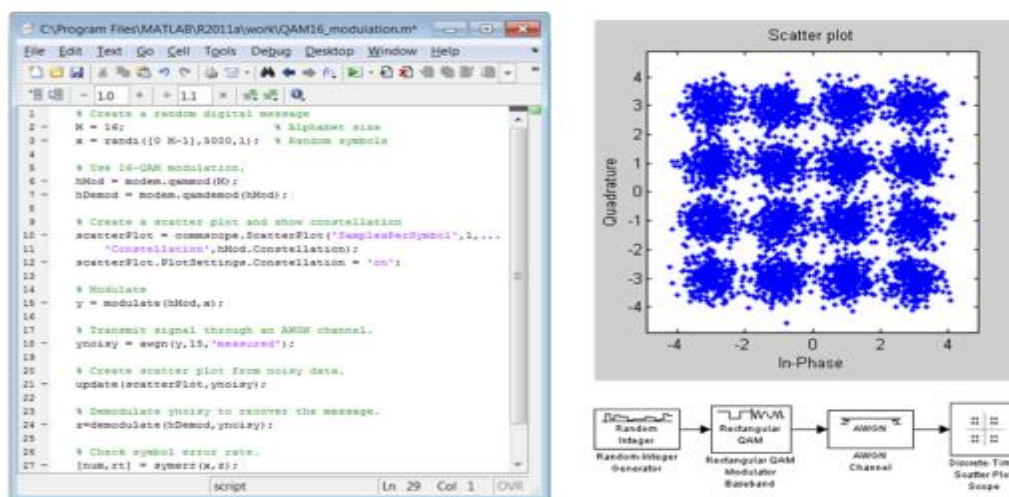 C:\Program Files\MATLAB\R2011a\work\QAM16_modulation.m*
File Edit Text Go Cell Tools Debug Desktop Window Help
1.0 1.1
1 % Create a random digital message
2 M = 16; % Alphabet size
3 x = randi([0 M-1],5000,1); % Random symbols
4
5 % Use 16-QAM modulation.
6 hMod = modem.qammod(M);
7 hDemod = modem.qamdemod(hMod);
8
9 % Create a scatter plot and show constellation
10 scatterPlot = commscope.ScatterPlot('SamplesPerSymbol',1,...
11 'Constellation',hMod.Constellation);
12 scatterPlot.PlotSettings.Constellation = 'on';
13
14 % Modulate
15 y = modulate(hMod,x);
16
17 % Transmit signal through an AWGN channel.
18 ynoisy = awgn(y,15,'measured');
19
20 % Create scatter plot from noisy data.
21 update(scatterPlot,ynoisy);
22
23 % Demodulate ynoisy to recover the message.
24 z=demodulate(hDemod,ynoisy);
25
26 % Check symbol error rate.
27 [num,rt] = symerr(x,z);
script Ln 29 Col 1 OVR
Scatter plot
4
3
2
1
0
-1
-2
-3
-4
Quadrature
-4 -2 0 2 4
In-Phase
Random
Integer
Random-Integer
Generator
Rectangular
QAM
Rectangular QAM
Modulator
Baseband
AWGN
AWGN
Channel
Discrete-Time
Scatter Plot
Scope